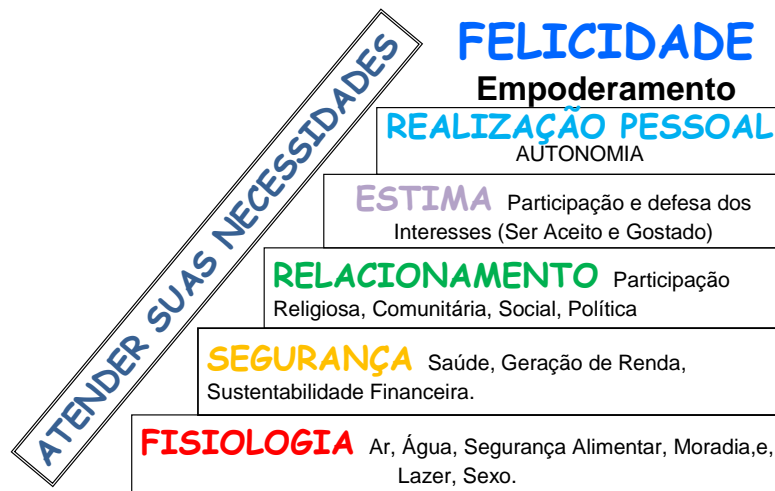 FELICIDADE
Empoderamento
REALIZAÇÃO PESSOAL
AUTONOMIA
ESTIMA Participação e defesa dos
Interesses (Ser Aceito e Gostado)
RELACIONAMENTO Participação
Religiosa, Comunitária, Social, Política
SEGURANÇA Saúde, Geração de Renda,
Sustentabilidade Financeira.
FISIOLOGIA Ar, Água, Segurança Alimentar, Moradia,e,
Lazer, Sexo.
ATENDER SUAS NECESSIDADES